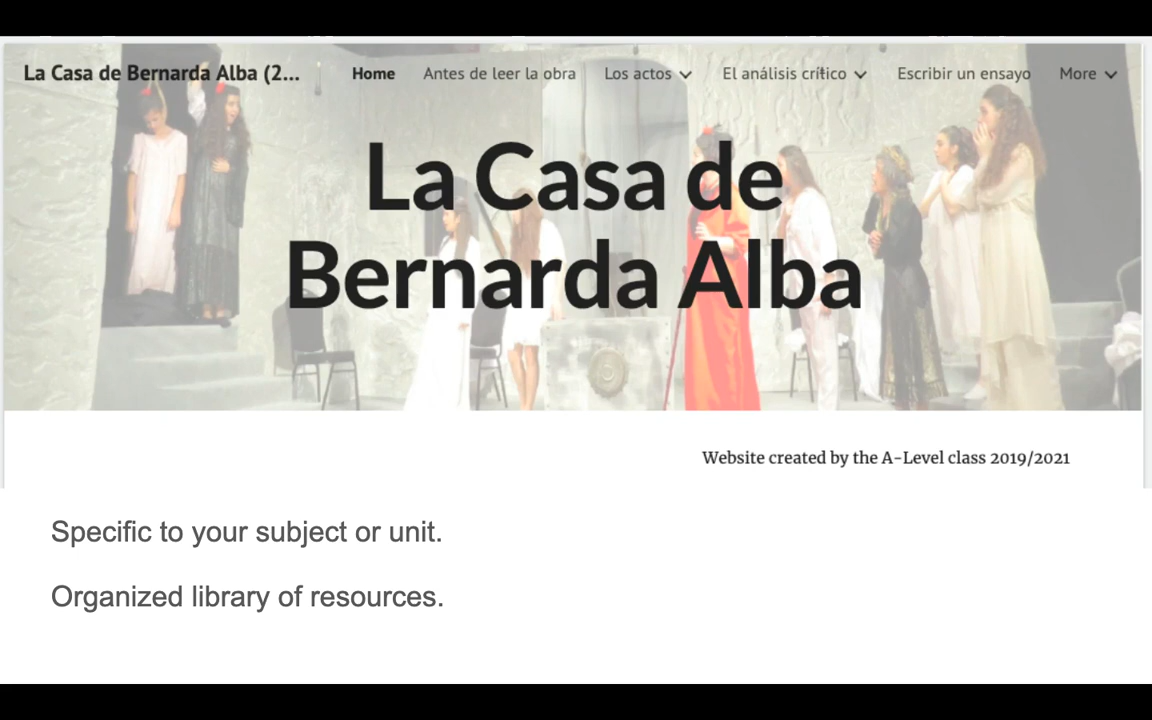 La Casa de Bernarda Alba (2...
Home
Antes de leer la obra
Los actos
El análisis crítico
Escribir un ensayo
More
La Casa de
Bernarda Alba
Website created by the A-Level class 2019/2021
Specific to your subject or unit.
Organized library of resources.